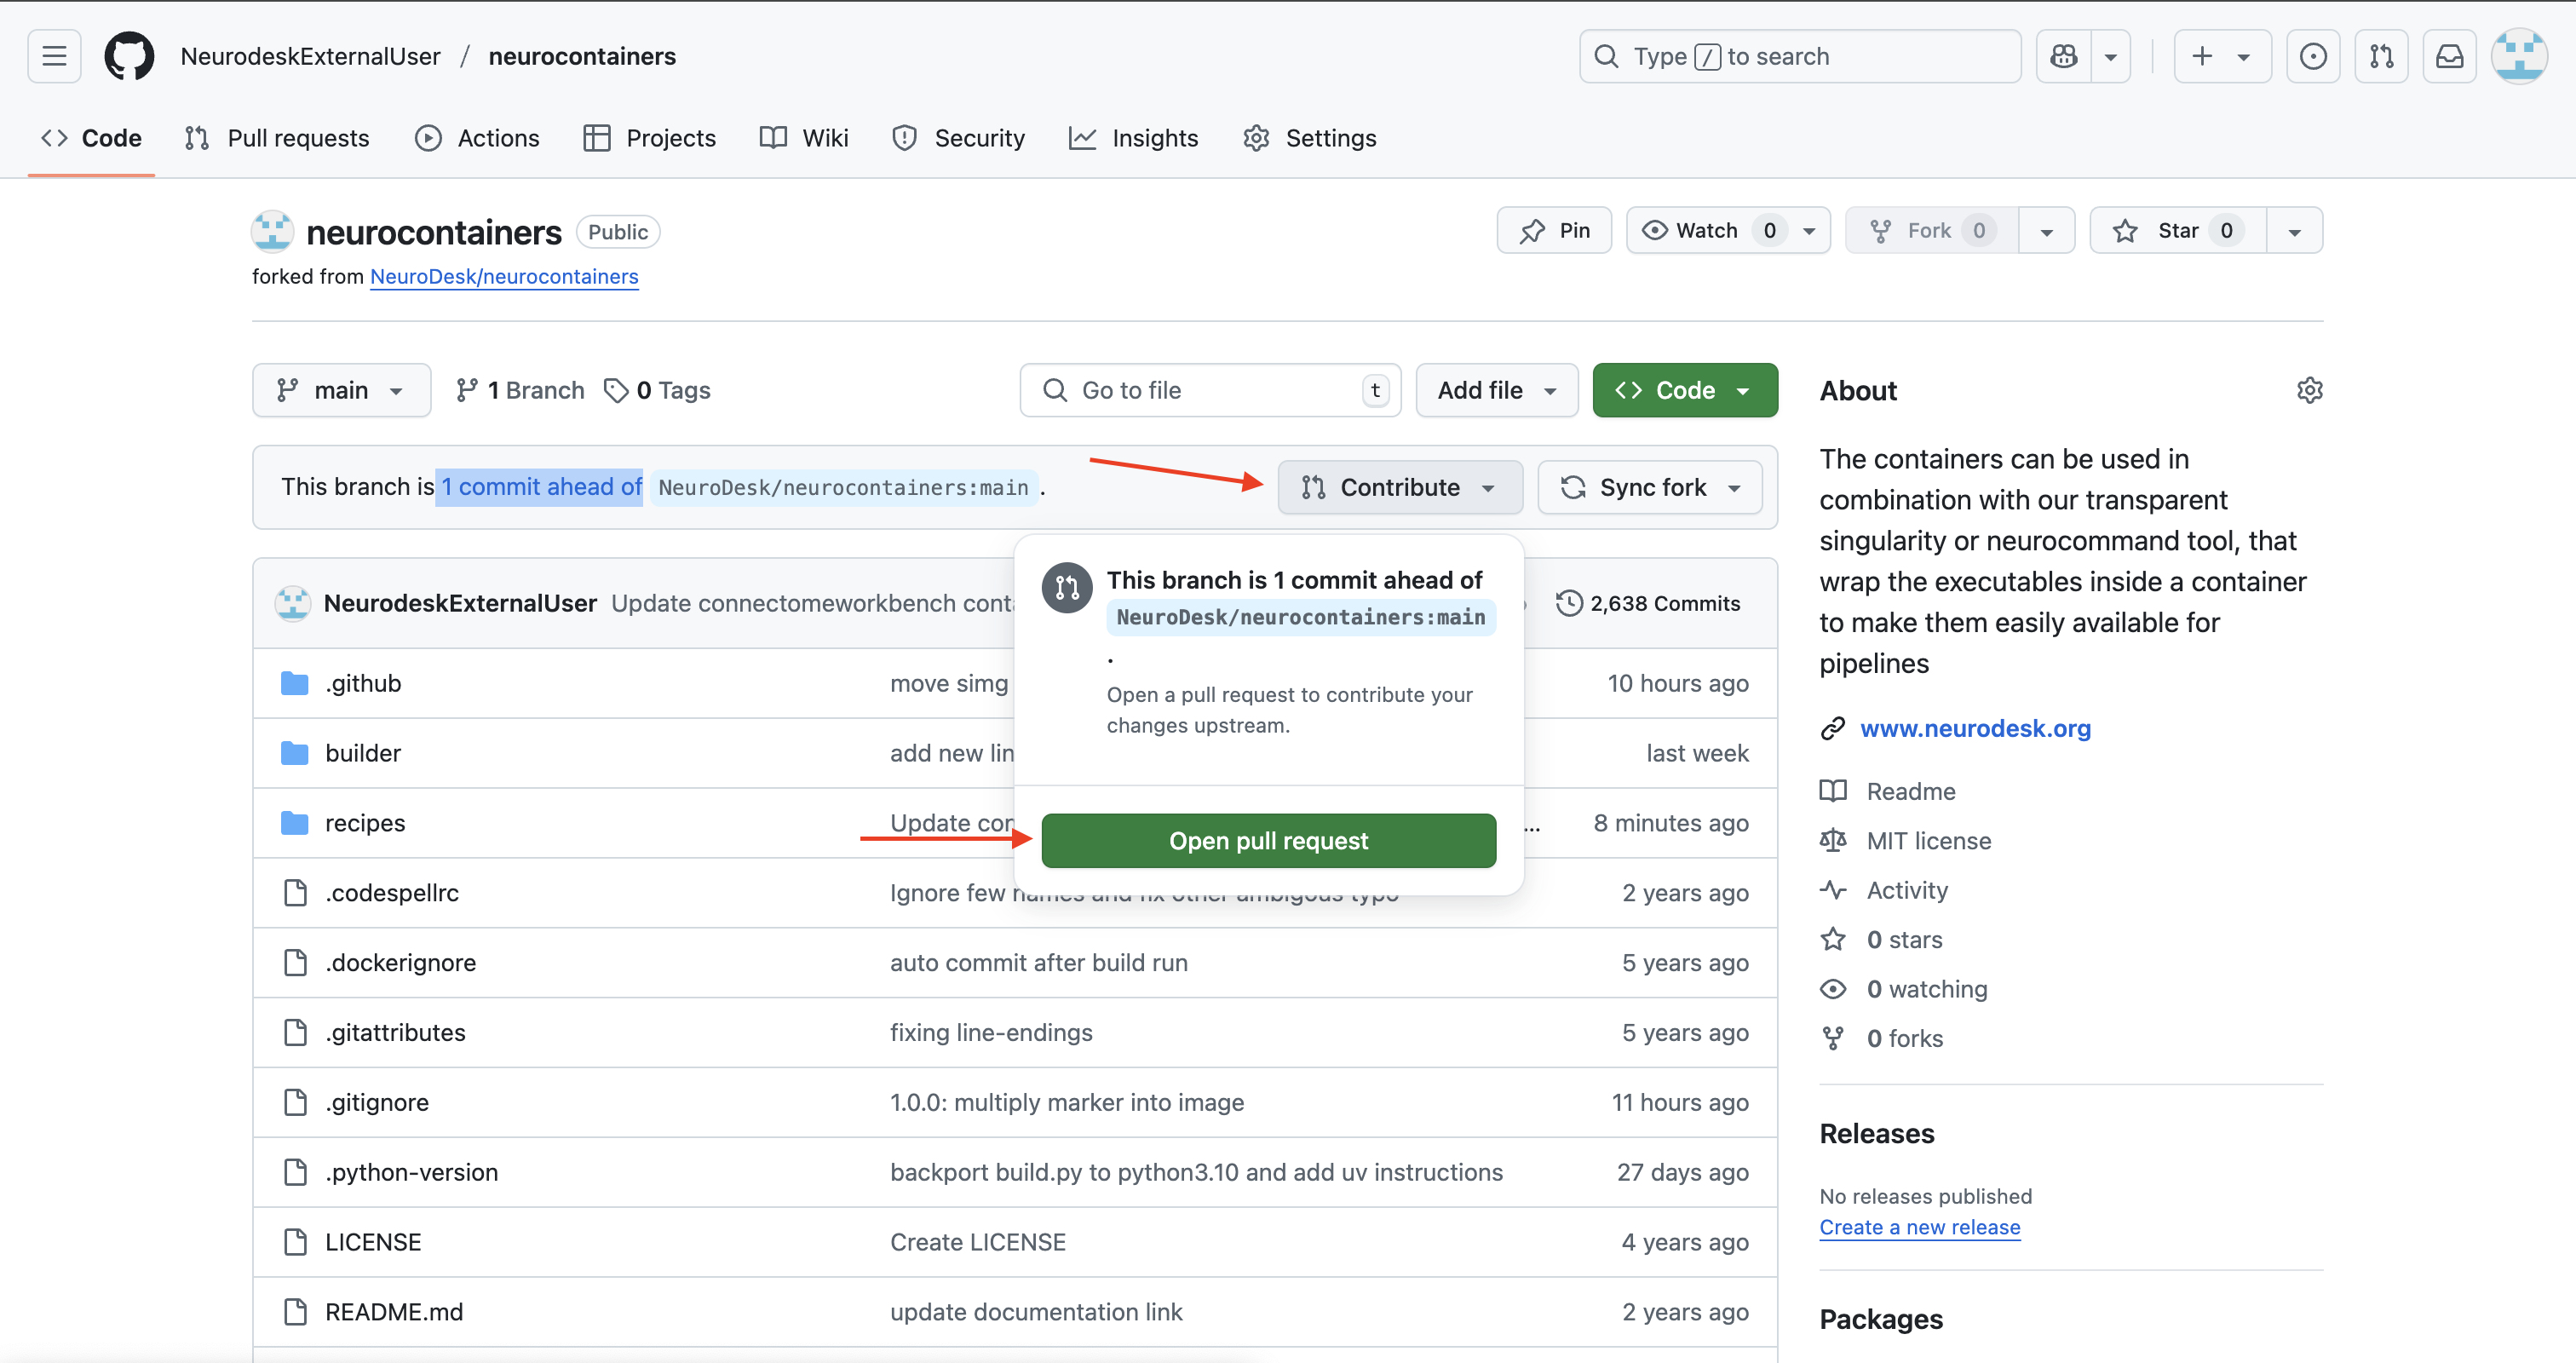 NeurodeskExternalUser / neurocontainers
Type / to search
Code
Pull requests
Actions
Projects
Wiki
Security
Insights
Settings
neurocontainers Public
Pin
Watch 0
Fork 0
Star 0
forked from NeuroDesk/neurocontainers
main
1 Branch
0 Tags
Go to file t
Add file
Code
This branch is 1 commit ahead of NeuroDesk/neurocontainers:main .
Contribute
Sync fork
This branch is 1 commit ahead of
NeuroDesk/neurocontainers:main
.
Open a pull request to contribute your
changes upstream.
Open pull request
NeurodeskExternalUser Update connectomeworkbench
2,638 Commits
.github move simg 10 hours ago
builder add new last week
recipes Update ... 8 minutes ago
.codespellrc Ignore few names and fix other ambigous typo 2 years ago
.dockerignore auto commit after build run 5 years ago
.gitattributes fixing line-endings 5 years ago
.gitignore 1.0.0: multiply marker into image 11 hours ago
.python-version backport build.py to python3.10 and add uv instructions 27 days ago
LICENSE Create LICENSE 4 years ago
README.md update documentation link 2 years ago
About
The containers can be used in
combination with our transparent
singularity or neurocommand tool, that
wrap the executables inside a container
to make them easily available for
pipelines
www.neurodesk.org
Readme
MIT license
Activity
0 stars
0 watching
0 forks
Releases
No releases published
Create a new release
Packages